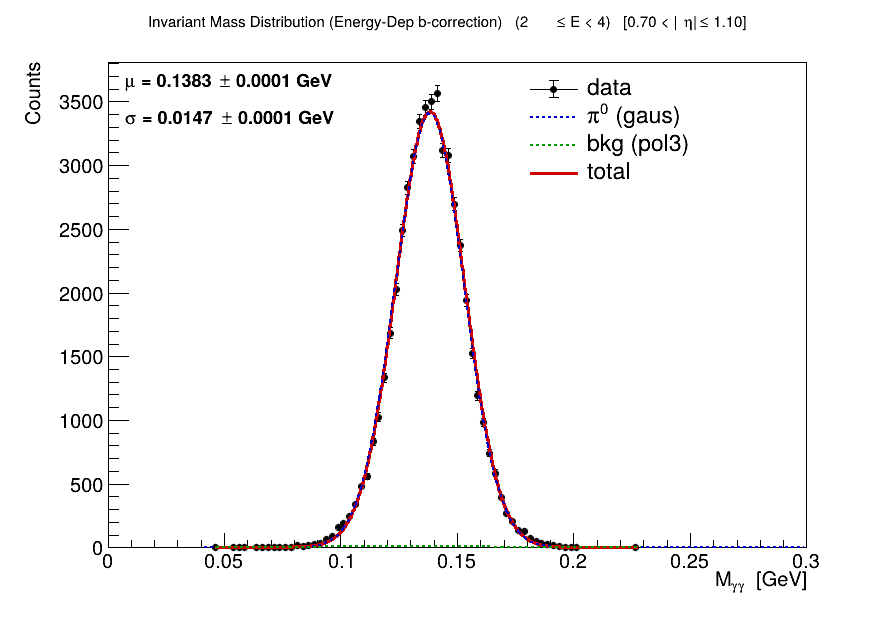 Invariant Mass Distribution (Energy-Dep b-correction) (2 ≤ E < 4) [0.70 < | η| ≤ 1.10]
Counts
μ = 0.1383 ± 0.0001 GeV
σ = 0.0147 ± 0.0001 GeV
data
π⁰ (gaus)
bkg (pol3)
total
3500
3000
2500
2000
1500
1000
500
0
0 0.05 0.1 0.15 0.2 0.25 0.3
Mγγ [GeV]